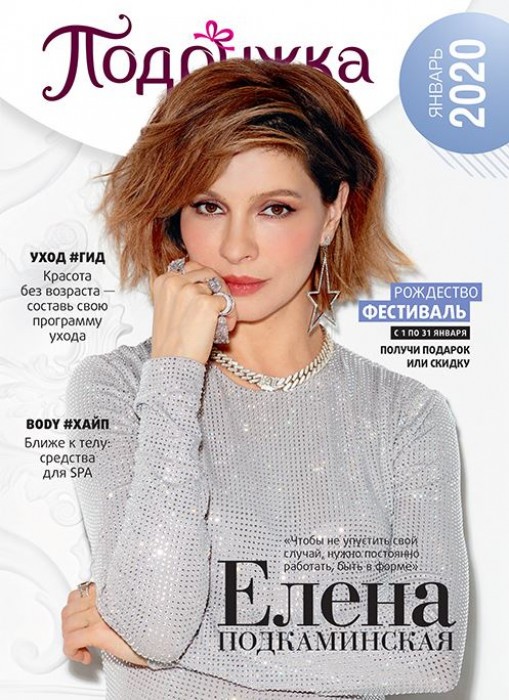 Подружка
ЯНВАРЬ
2020
УХОД #ГИД
Красота
без возраста —
составь свою
программу
ухода
РОЖДЕСТВО
ФЕСТИВАЛЬ
С 1 ПО 31 ЯНВАРЯ
ПОЛУЧИ ПОДАРОК
ИЛИ СКИДКУ
BODY #ХАЙП
Ближе к телу:
средства
для SPA
«Чтобы не упустить свой
случай, нужно постоянно
работать, быть в форме»
Елена
ПОДКАМИНСКАЯ